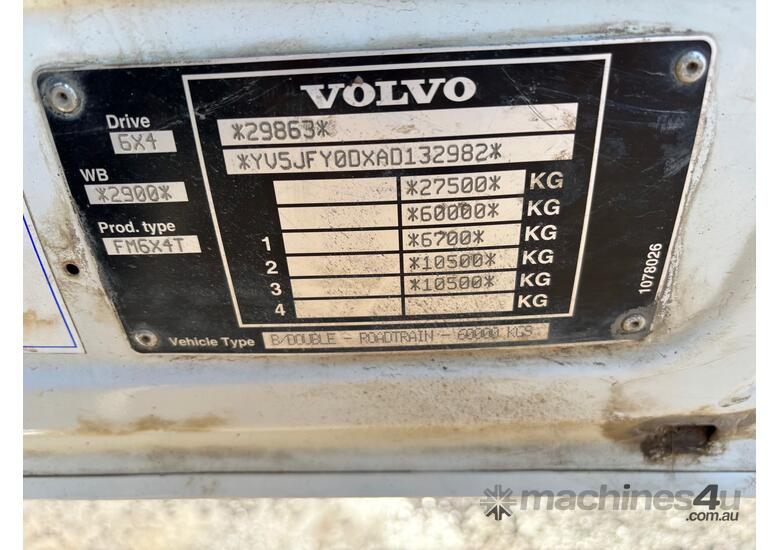 VOLVO
Drive
6X4
*29863*
*YV5JFY0DXAD132982*
WB
*2900*
*27500* KG
*60000* KG
Prod. type
FM6X4T
1 *6700* KG
2 *10500* KG
3 *10500* KG
4 KG
1078026
Vehicle Type B/DOUBLE - ROADTRAIN - 60000 KGS
machines4u
.com.au